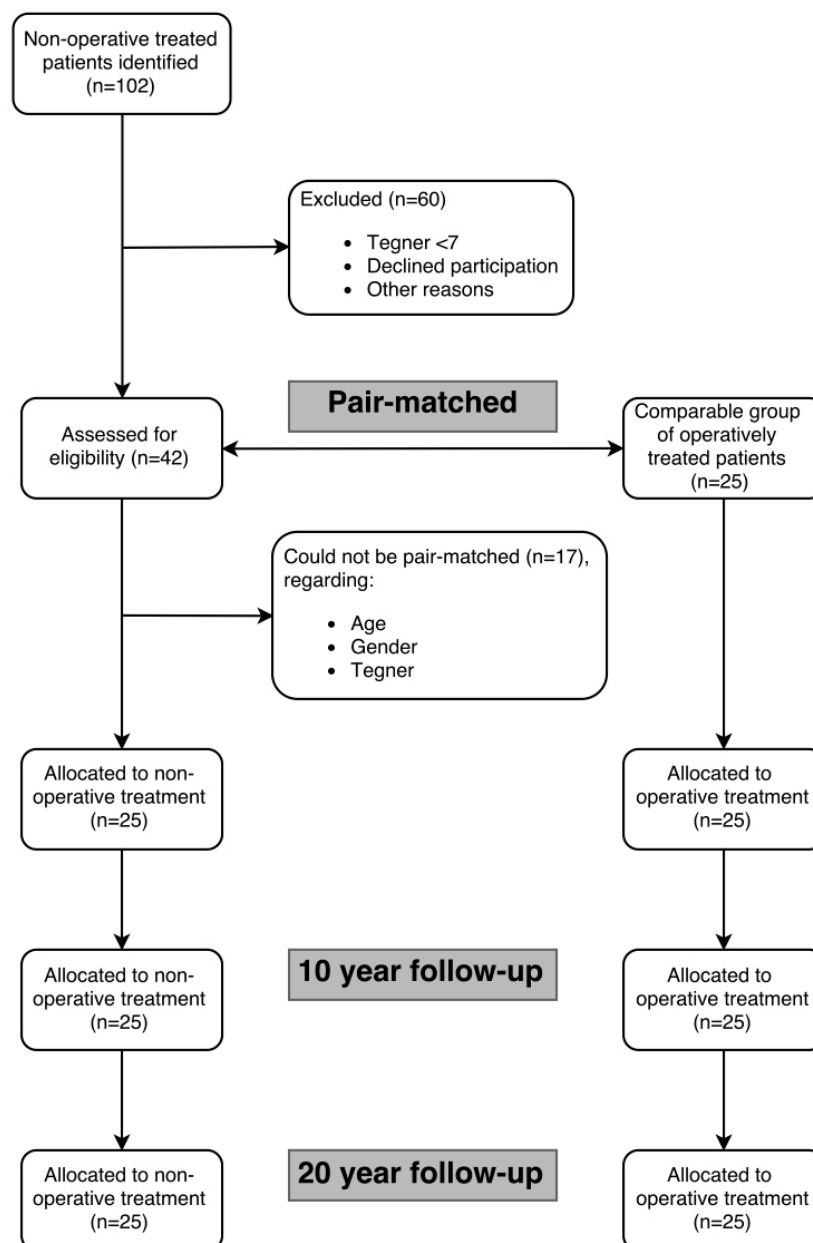 Non-operative treated
patients identified
(n=102)
Excluded (n=60)
• Tegner <7
• Declined participation
• Other reasons
Pair-matched
Assessed for
eligibility (n=42)
Comparable group
of operatively
treated patients
(n=25)
Could not be pair-matched (n=17),
regarding:
• Age
• Gender
• Tegner
Allocated to non-
operative treatment
(n=25)
Allocated to
operative treatment
(n=25)
10 year follow-up
Allocated to non-
operative treatment
(n=25)
Allocated to
operative treatment
(n=25)
20 year follow-up
Allocated to non-
operative treatment
(n=25)
Allocated to
operative treatment
(n=25)